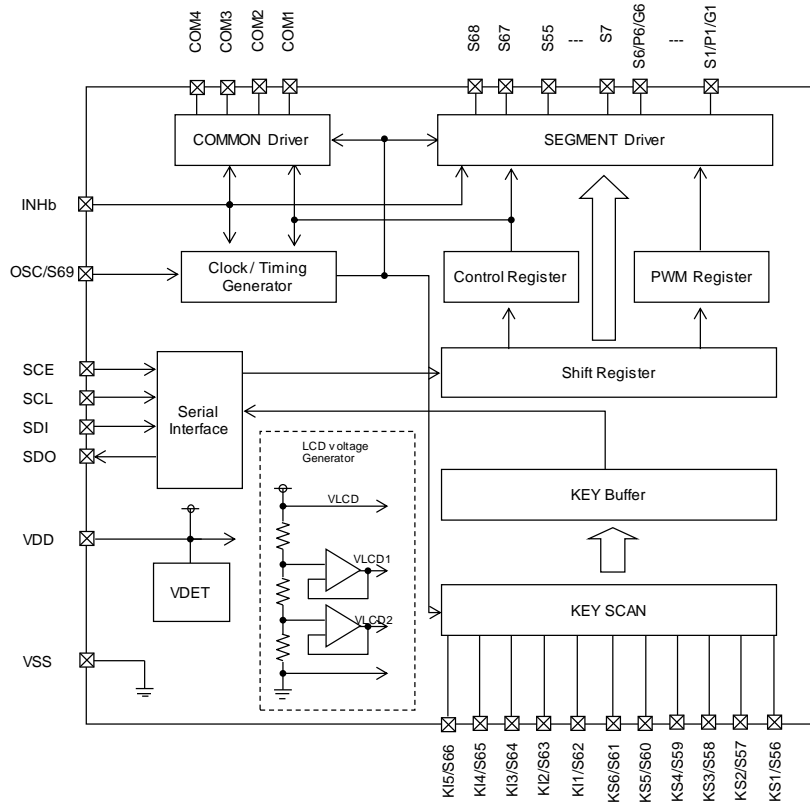 COM4
COM3
COM2
COM1
S68
S67
S55
---
S7
S6/P6/G6
---
S1/P1/G1
COMMON Driver
SEGMENT Driver
INHb
OSC/S69
Clock / Timing
Generator
Control Register
PWM Register
SCE
SCL
SDI
SDO
Serial
Interface
Shift Register
LCD voltage
Generator
VLCD
VLCD1
VLCD2
KEY Buffer
VDD
VDET
KEY SCAN
VSS
KI5/S66
KI4/S65
KI3/S64
KI2/S63
KI1/S62
KS6/S61
KS5/S60
KS4/S59
KS3/S58
KS2/S57
KS1/S56